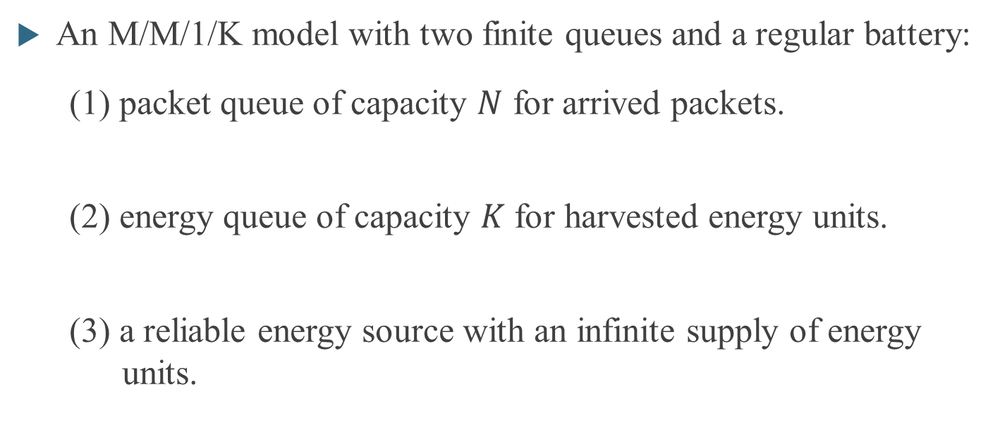 An M/M/1/K model with two finite queues and a regular battery:
(1) packet queue of capacity N for arrived packets.
(2) energy queue of capacity K for harvested energy units.
(3) a reliable energy source with an infinite supply of energy
units.